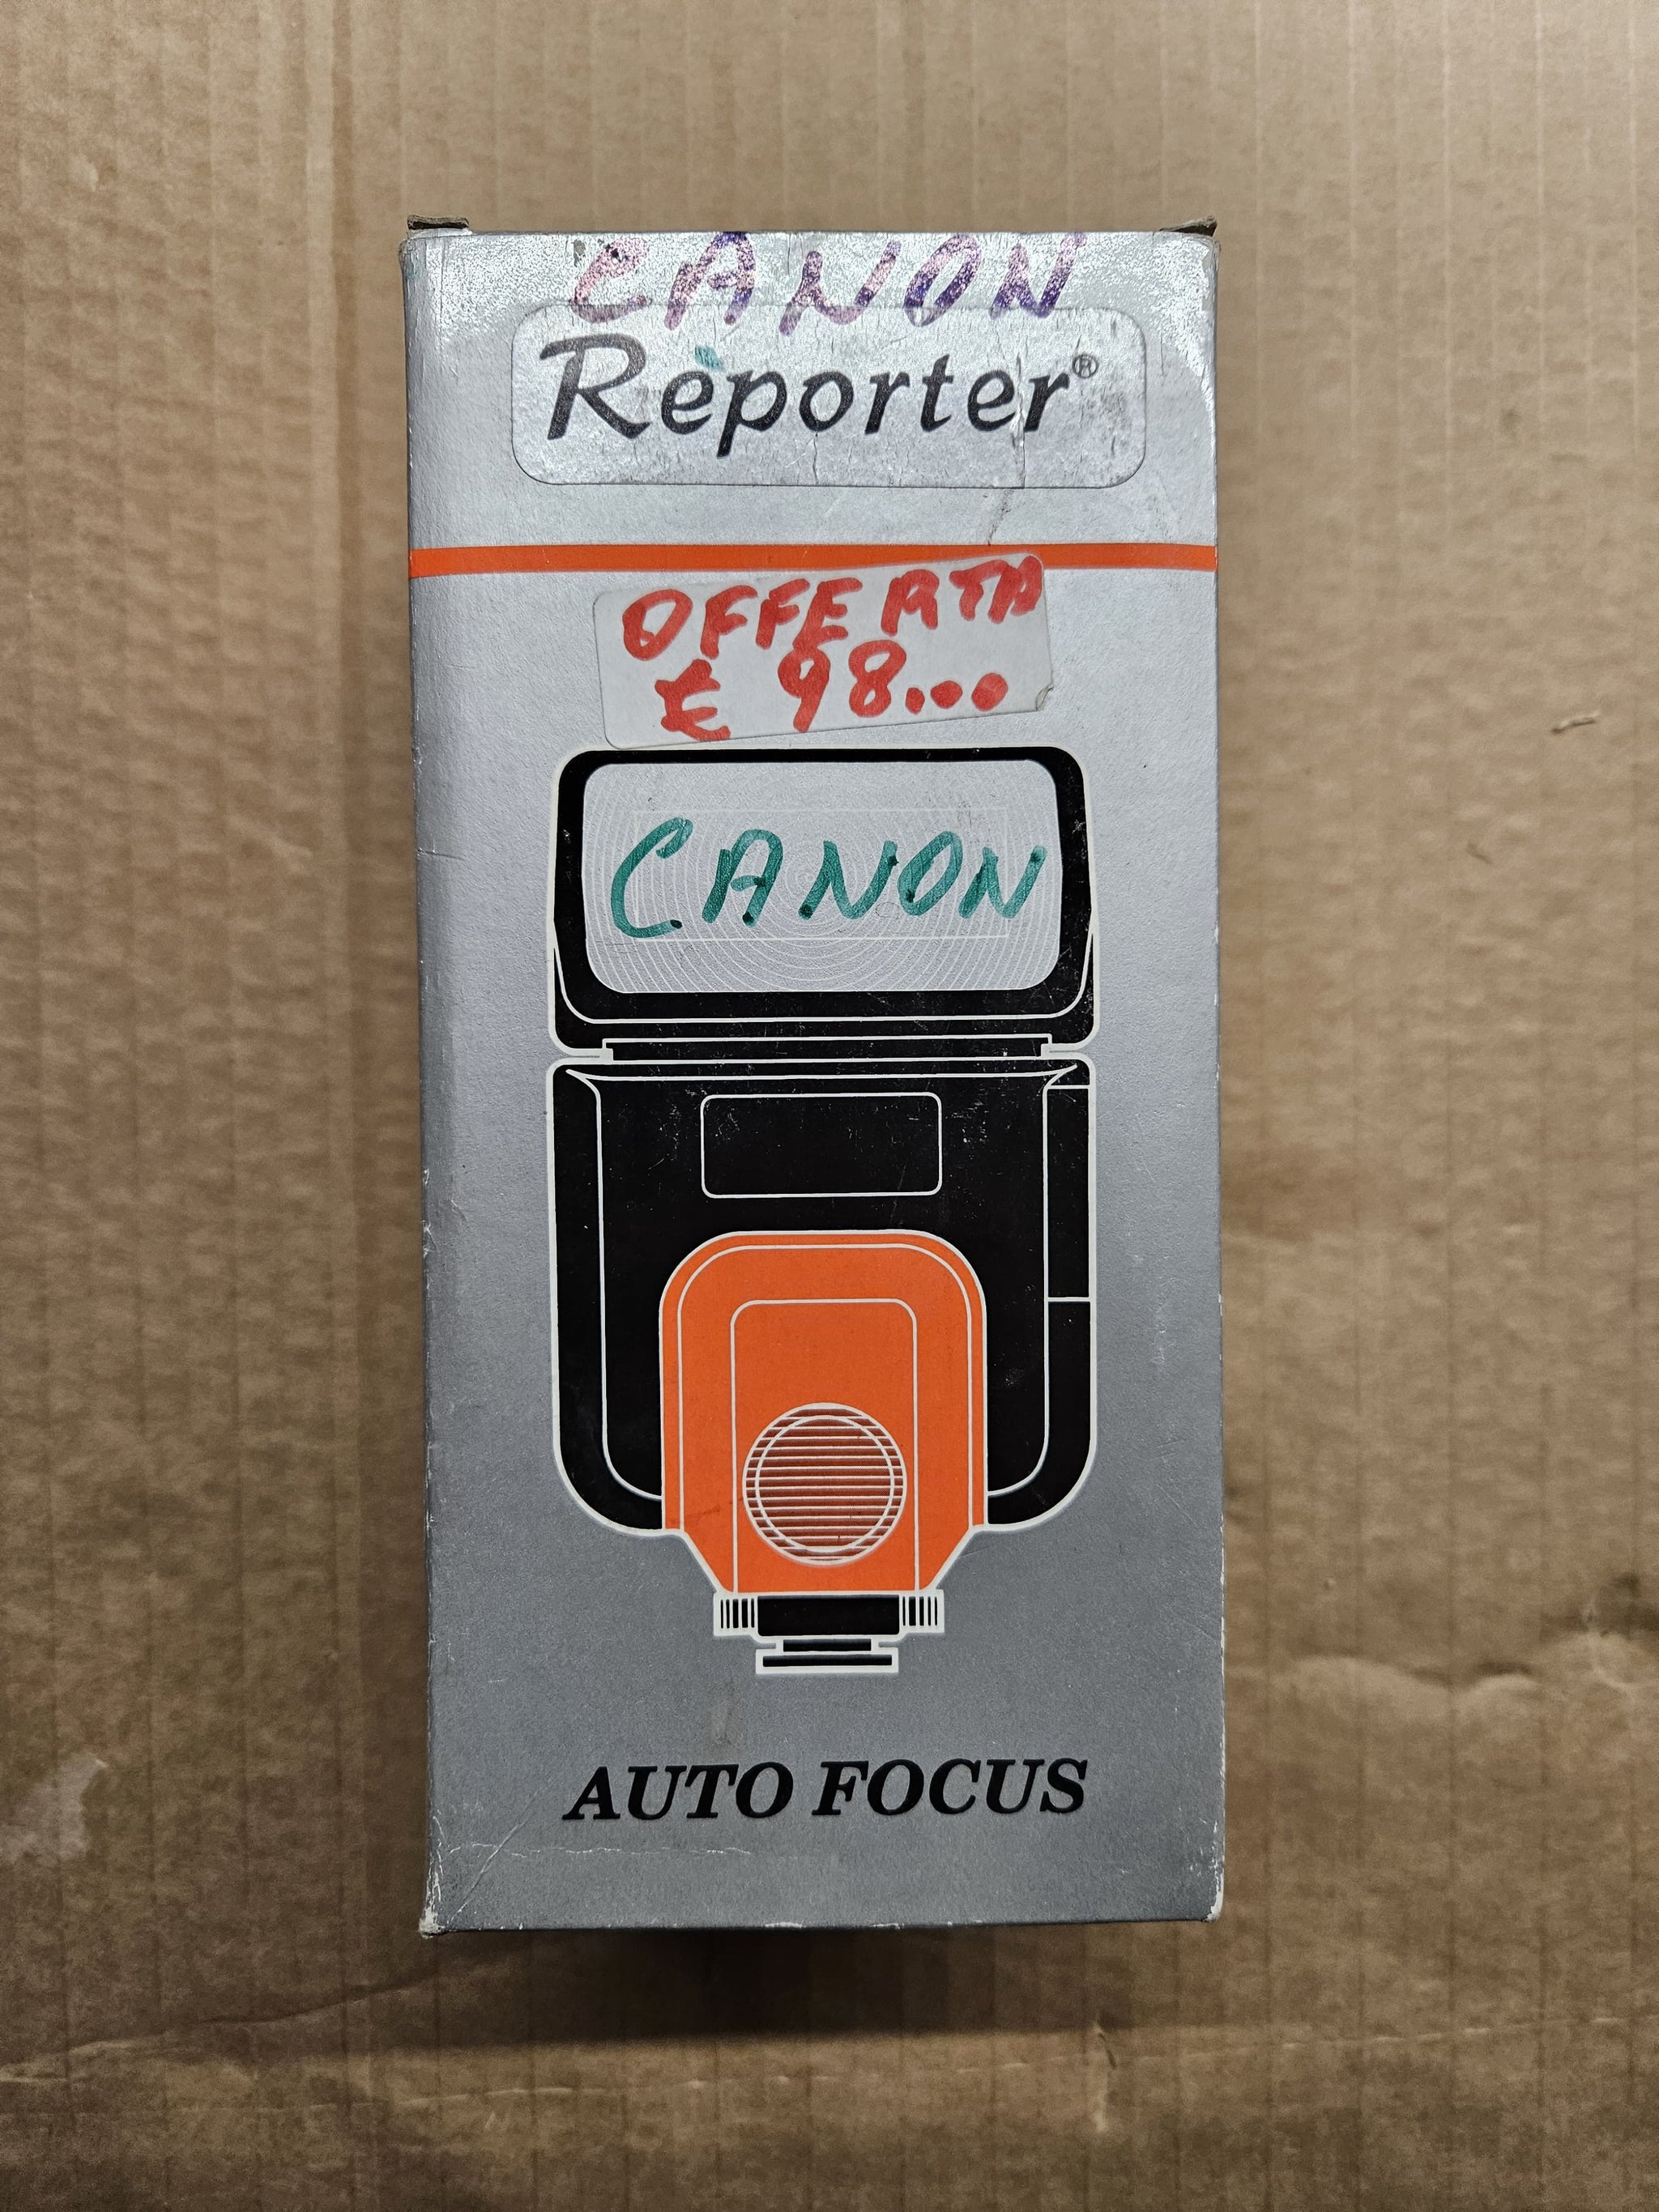 CANON
Reporter®
OFFERTA
£ 98...
CANON
AUTO FOCUS